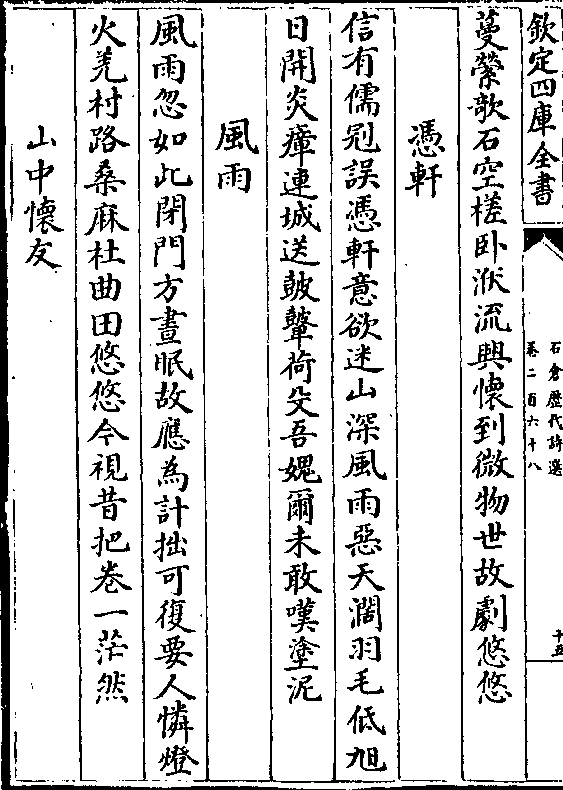 欽定四庫全書
石倉歷代詩選
卷二百六十八
十五
蔓縈欹石空槎卧洑流興懷到微物世故劇悠悠
憑軒
信有儒冠誤憑軒意欲迷山深風雨惡天濶羽毛低旭
日開炎瘴連城送皷鼙荷殳吾媿爾未敢嘆塗泥
風雨
風雨忽如此閉門方晝眠故應為計拙可復要人憐燈
火羌村路桑麻杜曲田悠悠今視昔把卷一茫然
山中懷友